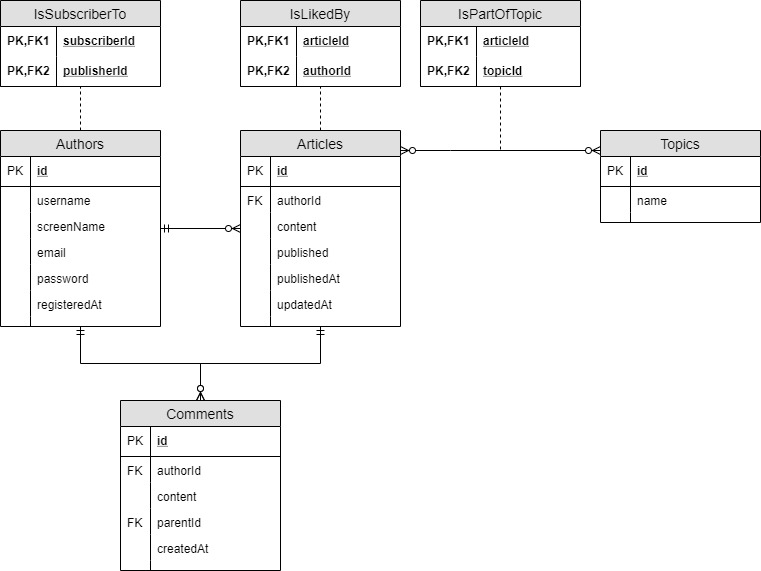 IsSubscriberTo
PK,FK1 subscriberId
PK,FK2 publisherId
IsLikedBy
PK,FK1 articleId
PK,FK2 authorId
IsPartOfTopic
PK,FK1 articleId
PK,FK2 topicId
Authors
PK id
username
screenName
email
password
registeredAt
Articles
PK id
FK authorId
content
published
publishedAt
updatedAt
Topics
PK id
name
Comments
PK id
FK authorId
content
FK parentId
createdAt